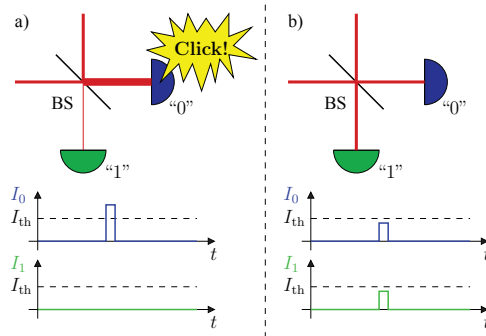 a)
Click!
BS
“0”
“1”
I₀
Iₜₕ
t
I₁
Iₜₕ
t
b)
BS
“0”
“1”
I₀
Iₜₕ
t
I₁
Iₜₕ
t